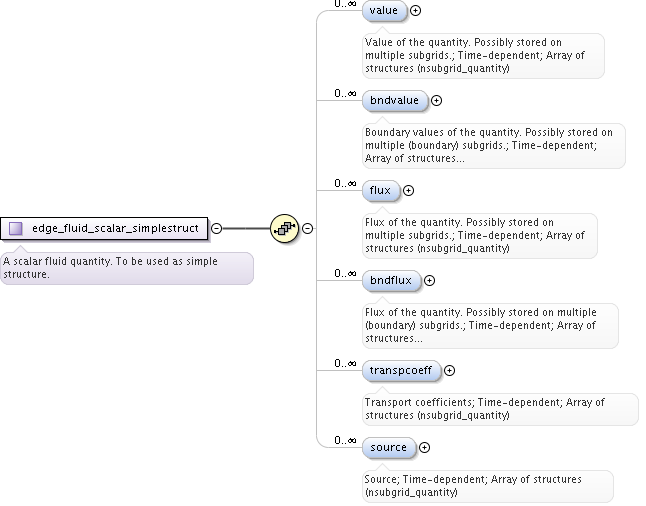 0..∞
value
Value of the quantity. Possibly stored on
multiple subgrids.; Time-dependent; Array of
structures (nsubgrid_quantity)
0..∞
bndvalue
Boundary values of the quantity. Possibly stored on
multiple (boundary) subgrids.; Time-dependent;
Array of structures...
0..∞
flux
Flux of the quantity. Possibly stored on
multiple subgrids.; Time-dependent; Array of
structures (nsubgrid_quantity)
edge_fluid_scalar_simplestruct
A scalar fluid quantity. To be used as simple
structure.
0..∞
bndflux
Flux of the quantity. Possibly stored on multiple
(boundary) subgrids.; Time-dependent; Array of
structures...
0..∞
transpcoeff
Transport coefficients; Time-dependent; Array of
structures (nsubgrid_quantity)
0..∞
source
Source; Time-dependent; Array of structures
(nsubgrid_quantity)